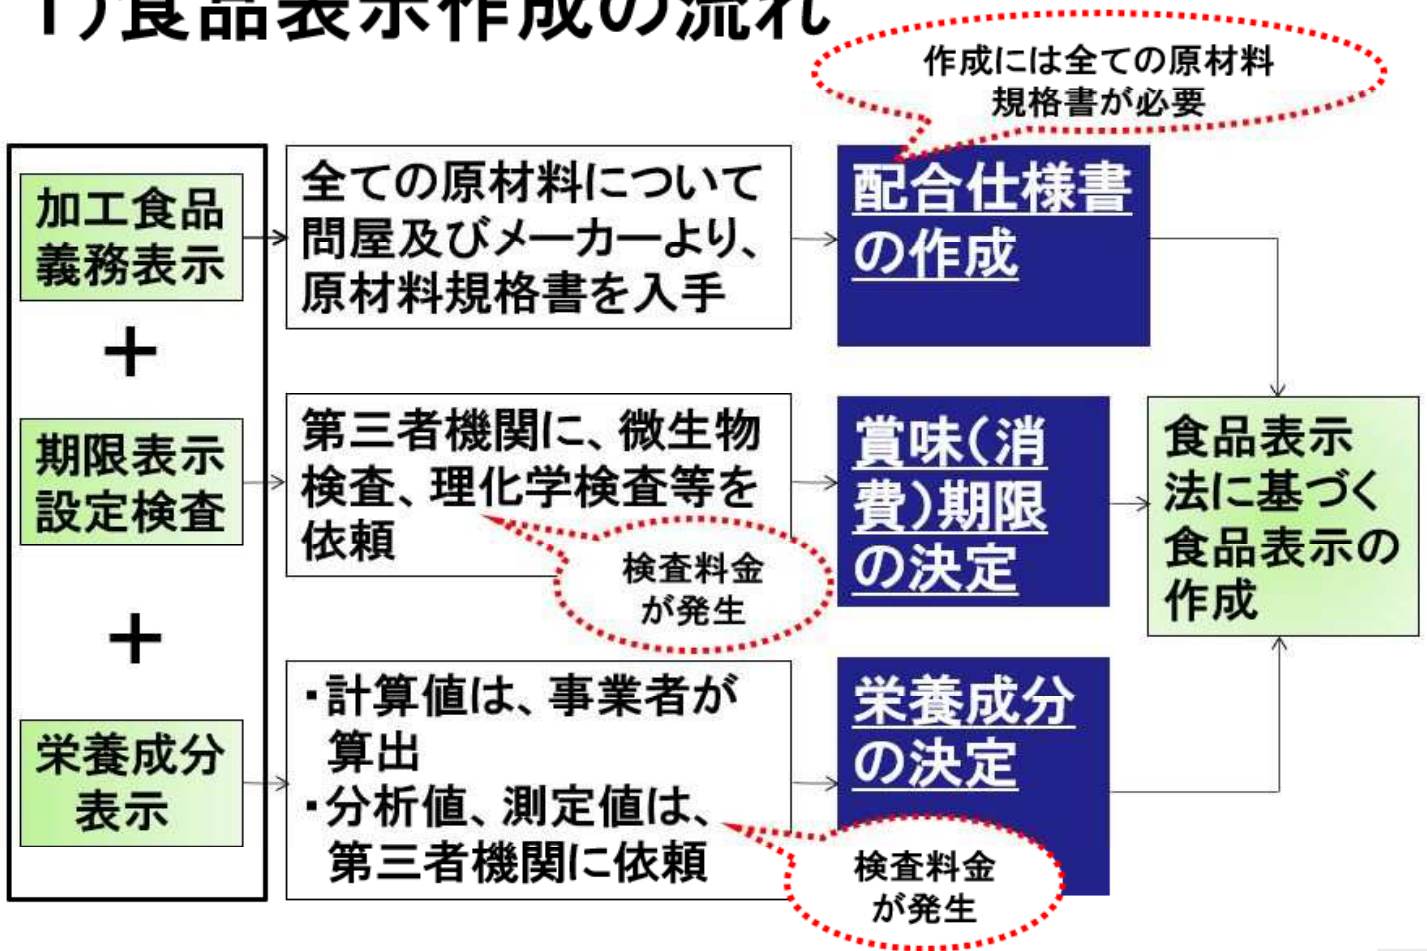 1)食品表示作成の流れ
作成には全ての原材料
規格書が必要
加工食品
義務表示
全ての原材料について
問屋及びメーカーより、
原材料規格書を入手
配合仕様書
の作成
+
期限表示
設定検査
第三者機関に、微生物
検査、理化学検査等を
依頼
検査料金
が発生
賞味(消
費)期限
の決定
食品表示
法に基づく
食品表示の
作成
+
栄養成分
表示
・計算値は、事業者が
算出
・分析値、測定値は、
第三者機関に依頼
栄養成分
の決定
検査料金
が発生